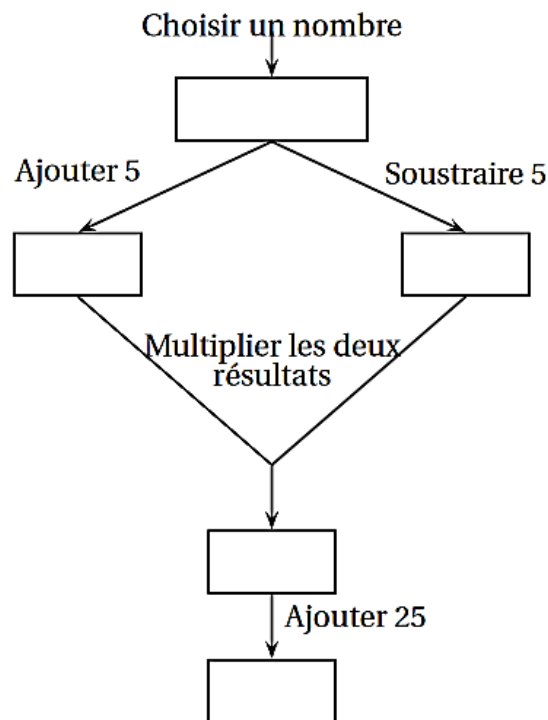 Choisir un nombre
Ajouter 5
Soustraire 5
Multiplier les deux
résultats
Ajouter 25